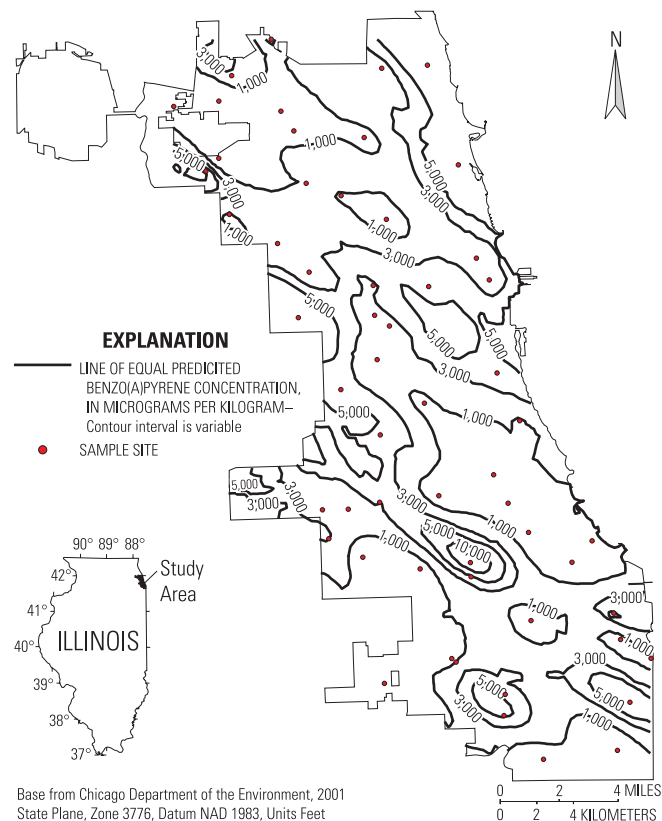 N
3,000
1,000
1,000
5,000
3,000
5,000
3,000
1,000
1,000
3,000
5,000
5,000
5,000
3,000
1,000
5,000
5,000
3,000
3,000
3,000
5,000
10,000
1,000
1,000
1,000
3,000
1,000
3,000
5,000
1,000
5,000
3,000
EXPLANATION
LINE OF EQUAL PREDICITED
BENZO(A)PYRENE CONCENTRATION,
IN MICROGRAMS PER KILOGRAM–
Contour interval is variable
SAMPLE SITE
90° 89° 88°
42°
41°
40°
39°
38°
37°
Study
Area
ILLINOIS
Base from Chicago Department of the Environment, 2001
State Plane, Zone 3776, Datum NAD 1983, Units Feet
0 2 4 MILES
0 2 4 KILOMETERS